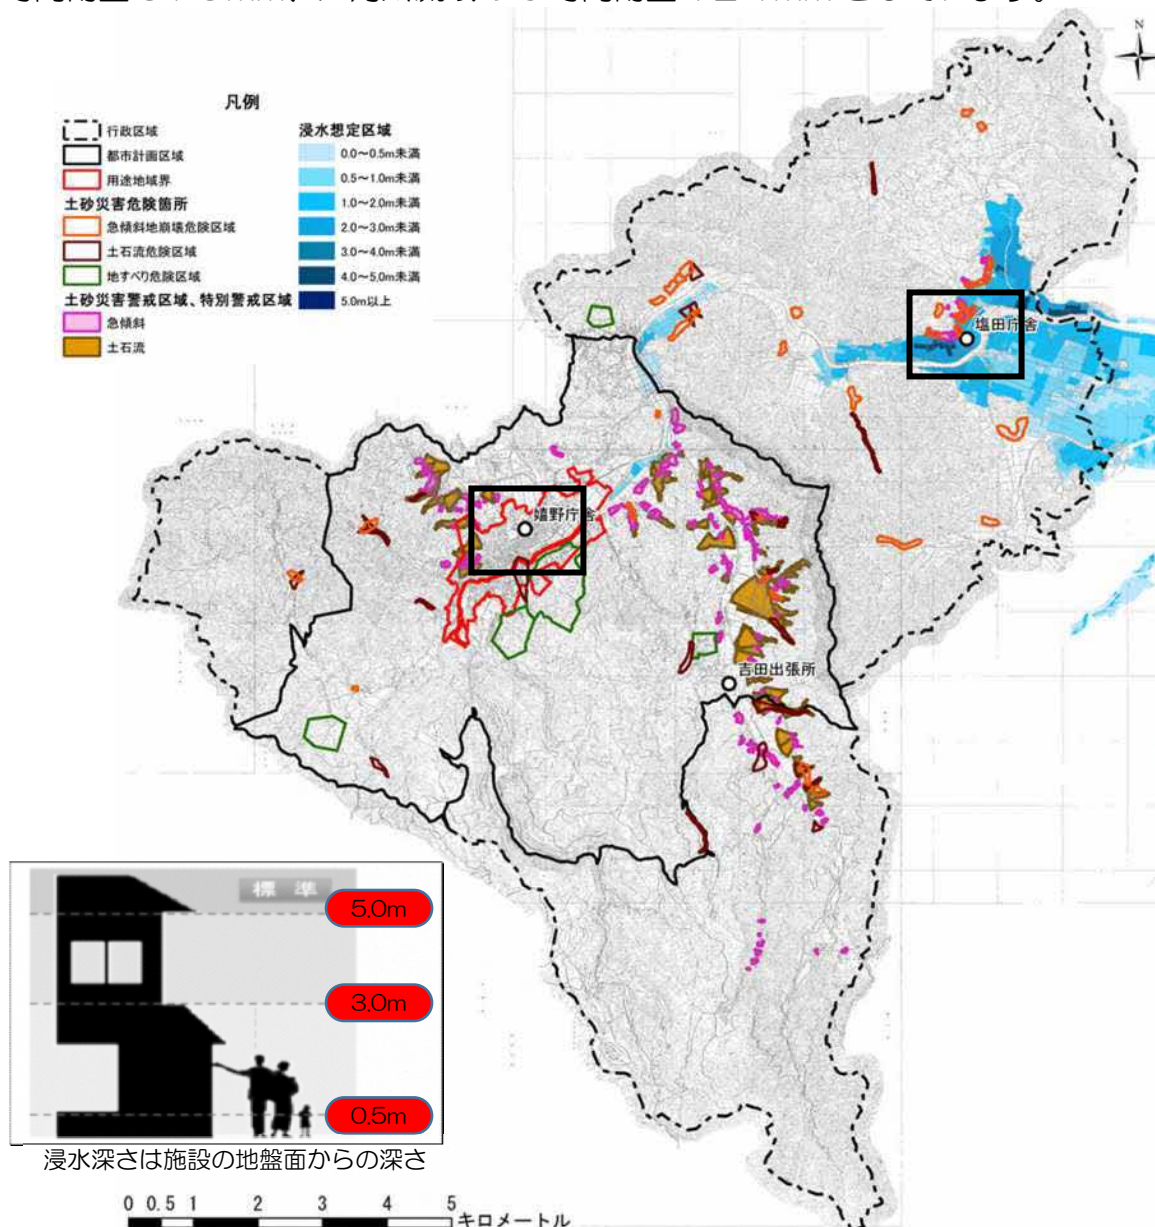 N
凡例
行政区域
都市計画区域
用途地域界
土砂災害危険箇所
急傾斜地崩壊危険区域
土石流危険区域
地すべり危険区域
土砂災害警戒区域、特別警戒区域
急傾斜
土石流
浸水想定区域
0.0～0.5m未満
0.5～1.0m未満
1.0～2.0m未満
2.0～3.0m未満
3.0～4.0m未満
4.0～5.0m未満
5.0m以上
塩田庁舎
嬉野庁舎
吉田出張所
標 準
5.0m
3.0m
0.5m
浸水深さは施設の地盤面からの深さ
0 0.5 1 2 3 4 5
キロメートル